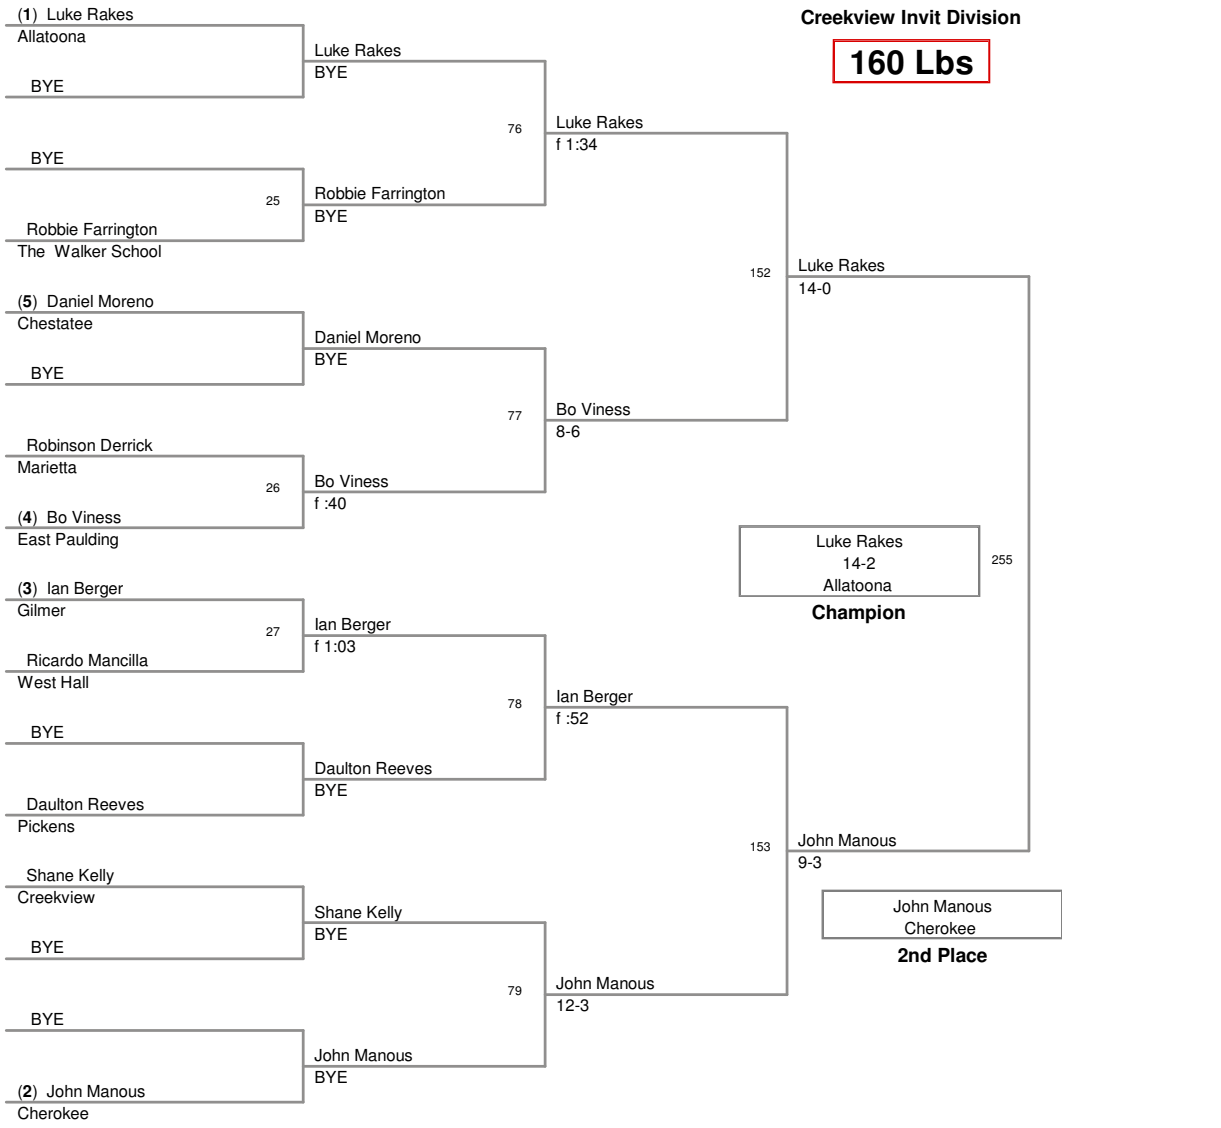 (1) Luke Rakes
Allatoona
BYE
BYE
25
Robbie Farrington
The Walker School
(5) Daniel Moreno
Chestatee
BYE
Robinson Derrick
Marietta
26
(4) Bo Viness
East Paulding
(3) Ian Berger
Gilmer
27
Ricardo Mancilla
West Hall
BYE
Daulton Reeves
Pickens
Shane Kelly
Creekview
BYE
BYE
(2) John Manous
Cherokee
Luke Rakes
BYE
76
Robbie Farrington
BYE
Daniel Moreno
BYE
77
Bo Viness
f :40
Ian Berger
f 1:03
78
Daulton Reeves
BYE
Shane Kelly
BYE
79
John Manous
BYE
Luke Rakes
f 1:34
152
Bo Viness
8-6
Ian Berger
f :52
153
John Manous
12-3
Creekview Invit Division
160 Lbs
Luke Rakes
14-0
Luke Rakes
14-2
Allatoona
255
Champion
John Manous
9-3
John Manous
Cherokee
2nd Place